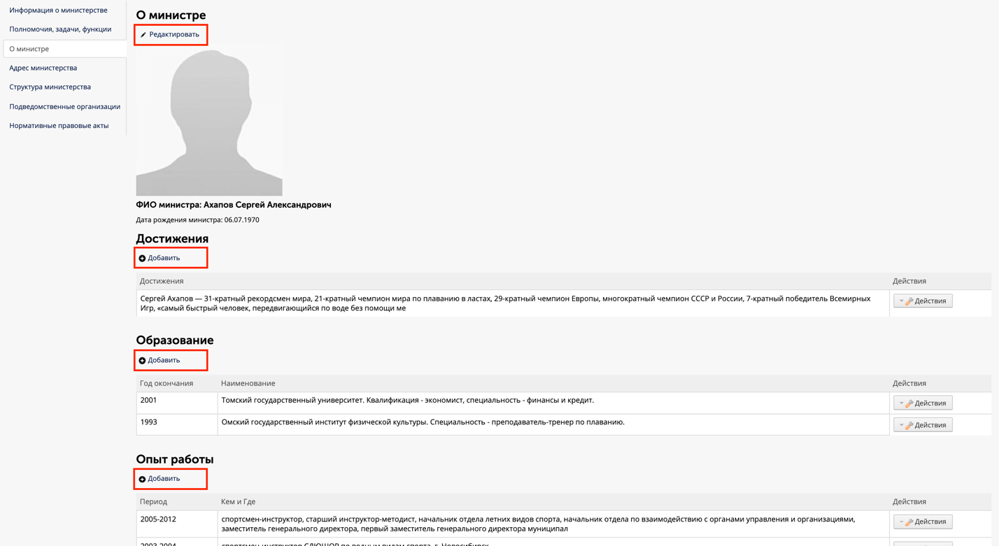 Информация о министерстве
Полномочия, задачи, функции
О министре
Адрес министерства
Структура министерства
Подведомственные организации
Нормативные правовые акты
О министре
Редактировать
ФИО министра: Ахапов Сергей Александрович
Дата рождения министра: 06.07.1970
Достижения
Добавить
Достижения Действия
Сергей Ахапов — 31-кратный рекордсмен мира, 21-кратный чемпион мира по плаванию в ластах, 29-кратный чемпион Европы, многократный чемпион СССР и России, 7-кратный победитель Всемирных Действия
Игр, «самый быстрый человек, передвигающийся по воде без помощи ме
Образование
Добавить
Год окончания Наименование Действия
2001 Томский государственный университет. Квалификация - экономист, специальность - финансы и кредит. Действия
1993 Омский государственный институт физической культуры. Специальность - преподаватель-тренер по плаванию. Действия
Опыт работы
Добавить
Период Кем и Где Действия
2005-2012 спортсмен-инструктор, старший инструктор-методист, начальник отдела летних видов спорта, начальник отдела по взаимодействию с органами управления и организациями, Действия
заместитель генерального директора, первый заместитель генерального директора муниципал
2003-2004 спортсмен-инструктор СДЮШОР по водным видам спорта, г. Новосибирск